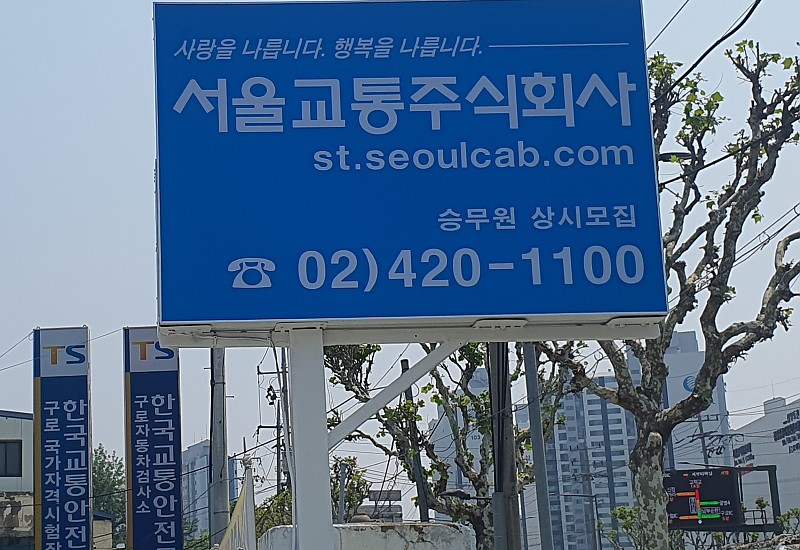 사랑을 나룹니다. 행복을 나룹니다.
서울교통주식회사
st.seoulcab.com
승무원 상시모집
02)420-1100
TS
한국교통안전
구로 국가자격시험장
TS
한국교통안전
구로자동차검사소